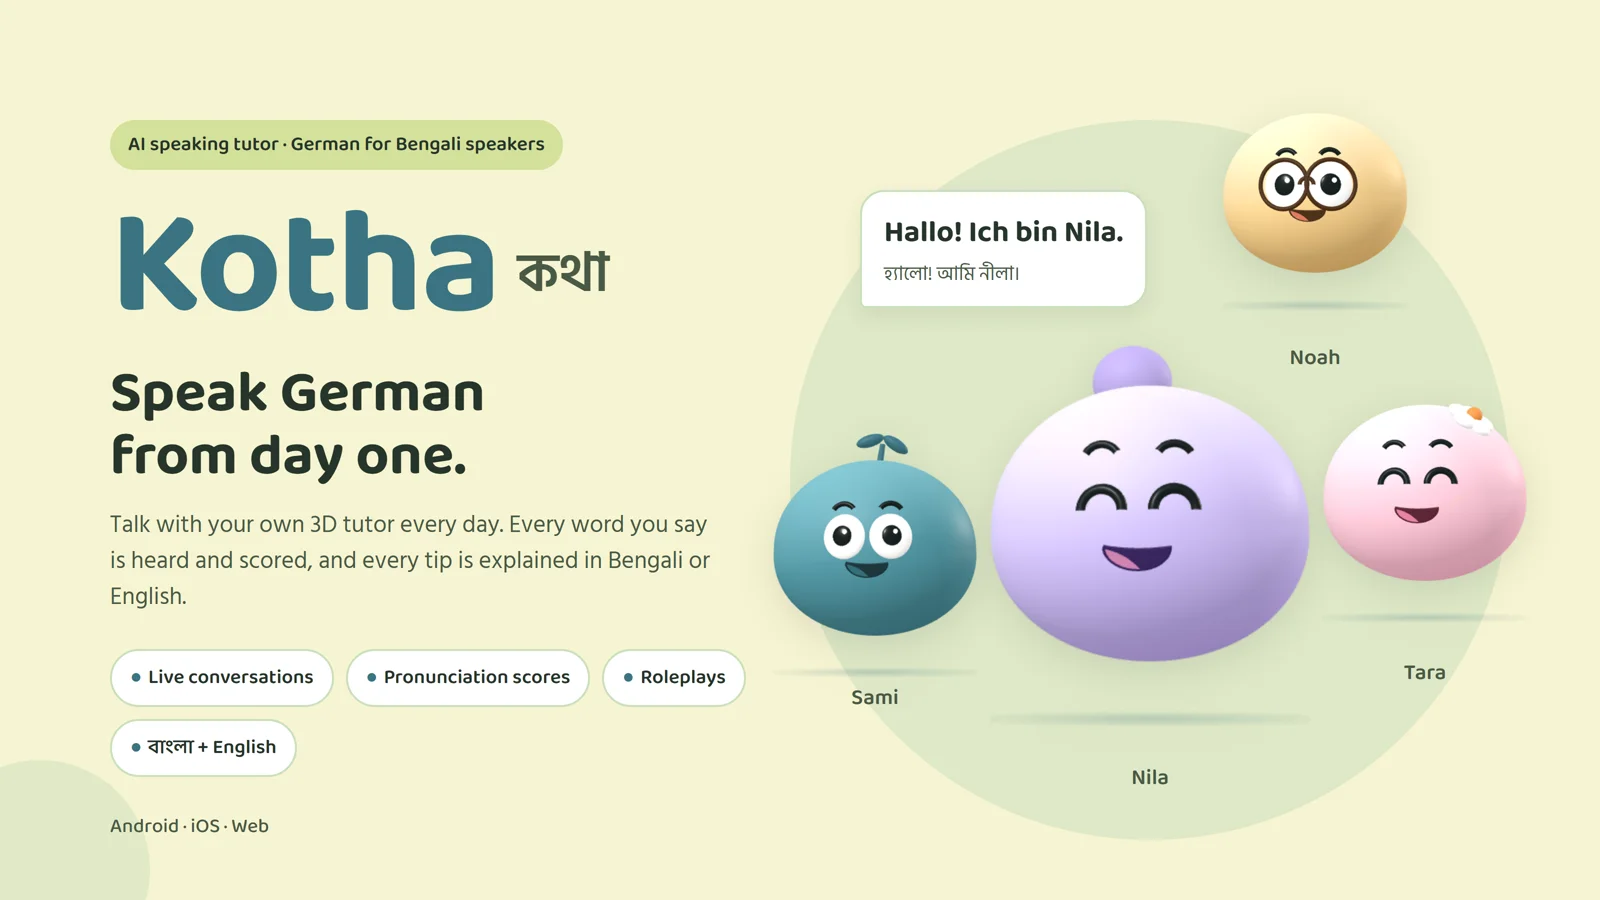 AI speaking tutor · German for Bengali speakers
Kotha কথা
Speak German
from day one.
Talk with your own 3D tutor every day. Every word you say
is heard and scored, and every tip is explained in Bengali or
English.
Live conversations
Pronunciation scores
Roleplays
বাংলা + English
Android · iOS · Web
Hallo! Ich bin Nila.
হ্যালো! আমি নীলা।
Noah
Sami
Tara
Nila